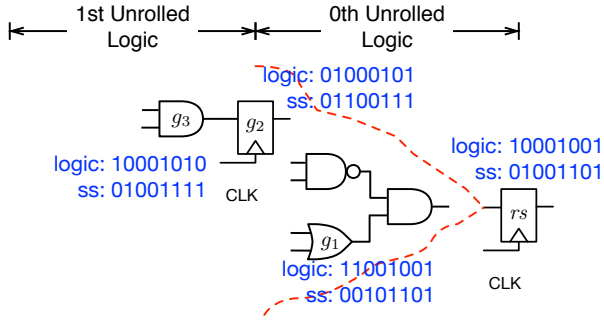 1st Unrolled Logic
0th Unrolled Logic
logic: 01000101
ss: 01100111
g3
g2
logic: 10001010
ss: 01001111
CLK
logic: 10001001
ss: 01001101
rs
g1
logic: 11001001
ss: 00101101
CLK